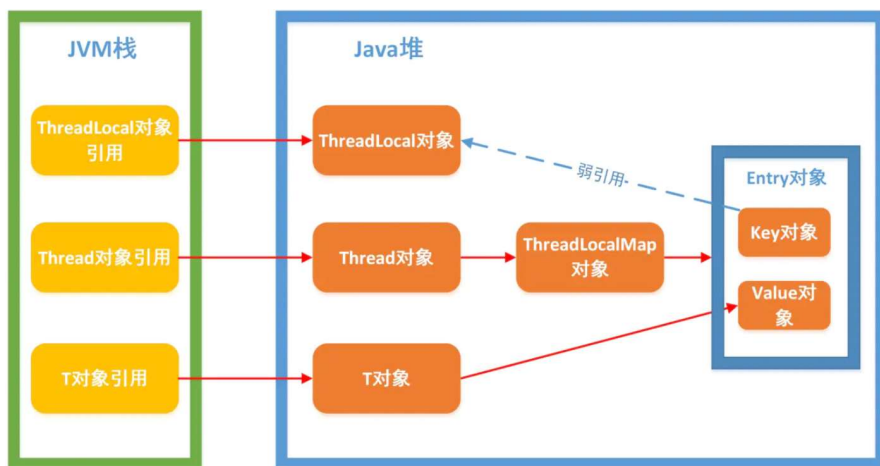 JVM栈
Java堆
ThreadLocal对象
引用
ThreadLocal对象
弱引用
Entry对象
Key对象
Thread对象引用
Thread对象
ThreadLocalMap
对象
Value对
象
T对象引用
T对象